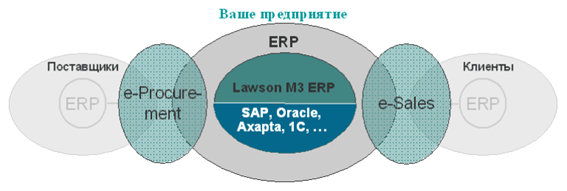 Ваше предприятие
ERP
Поставщики
Клиенты
ERP
e-Procure-
ment
Lawson M3 ERP
SAP, Oracle,
Axapta, 1C, ...
e-Sales
ERP